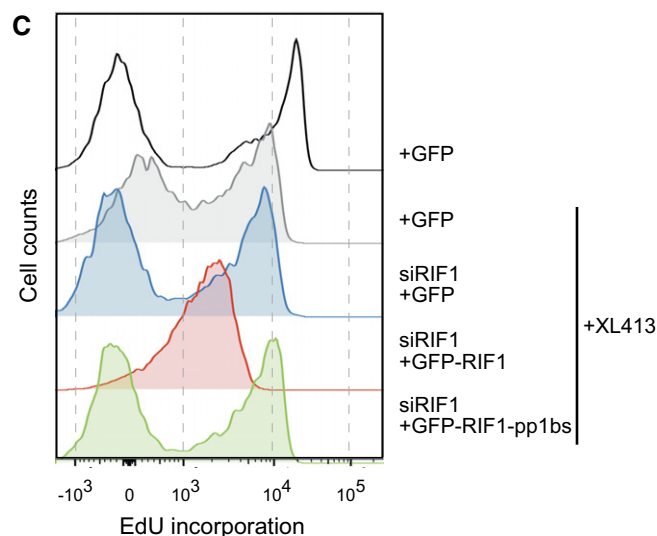 C
Cell counts
+GFP
+GFP
siRIF1
+GFP
siRIF1
+GFP-RIF1
siRIF1
+GFP-RIF1-pp1bs
+XL413
-10³ 0 10³ 10⁴ 10⁵
EdU incorporation